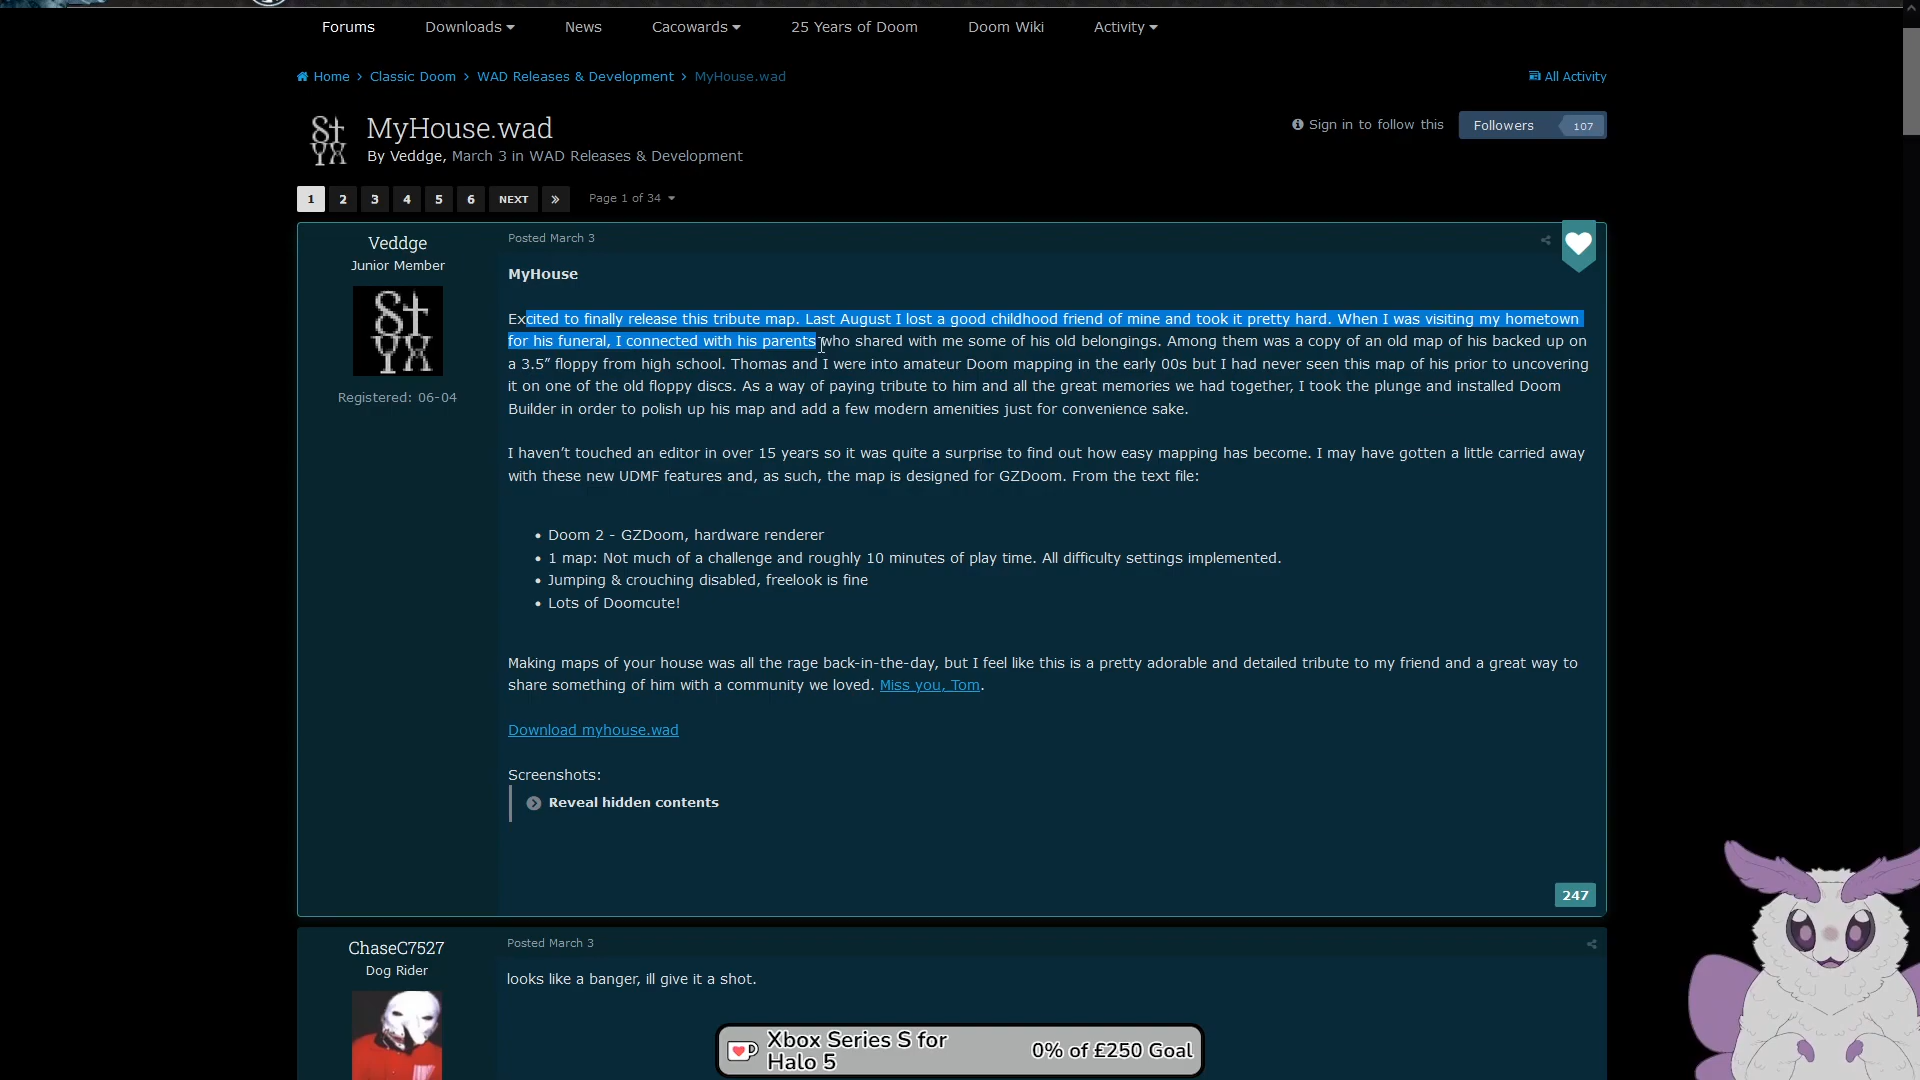 Forums Downloads News Cacowards 25 Years of Doom Doom Wiki Activity
Home > Classic Doom > WAD Releases & Development > MyHouse.wad
All Activity
MyHouse.wad
By Veddge, March 3 in WAD Releases & Development
Sign in to follow this
Followers 107
1 2 3 4 5 6 NEXT » Page 1 of 34
Veddge
Junior Member
St
YX
Registered: 06-04
Posted March 3
MyHouse
Excited to finally release this tribute map. Last August I lost a good childhood friend of mine and took it pretty hard. When I was visiting my hometown
for his funeral, I connected with his parents who shared with me some of his old belongings. Among them was a copy of an old map of his backed up on
a 3.5” floppy from high school. Thomas and I were into amateur Doom mapping in the early 00s but I had never seen this map of his prior to uncovering
it on one of the old floppy discs. As a way of paying tribute to him and all the great memories we had together, I took the plunge and installed Doom
Builder in order to polish up his map and add a few modern amenities just for convenience sake.
I haven’t touched an editor in over 15 years so it was quite a surprise to find out how easy mapping has become. I may have gotten a little carried away
with these new UDMF features and, as such, the map is designed for GZDoom. From the text file:
• Doom 2 - GZDoom, hardware renderer
• 1 map: Not much of a challenge and roughly 10 minutes of play time. All difficulty settings implemented.
• Jumping & crouching disabled, freelook is fine
• Lots of Doomcute!
Making maps of your house was all the rage back-in-the-day, but I feel like this is a pretty adorable and detailed tribute to my friend and a great way to
share something of him with a community we loved. Miss you, Tom.
Download myhouse.wad
Screenshots:
Reveal hidden contents
247
ChaseC7527
Dog Rider
Posted March 3
looks like a banger, ill give it a shot.
Xbox Series S for
Halo 5
0% of £250 Goal